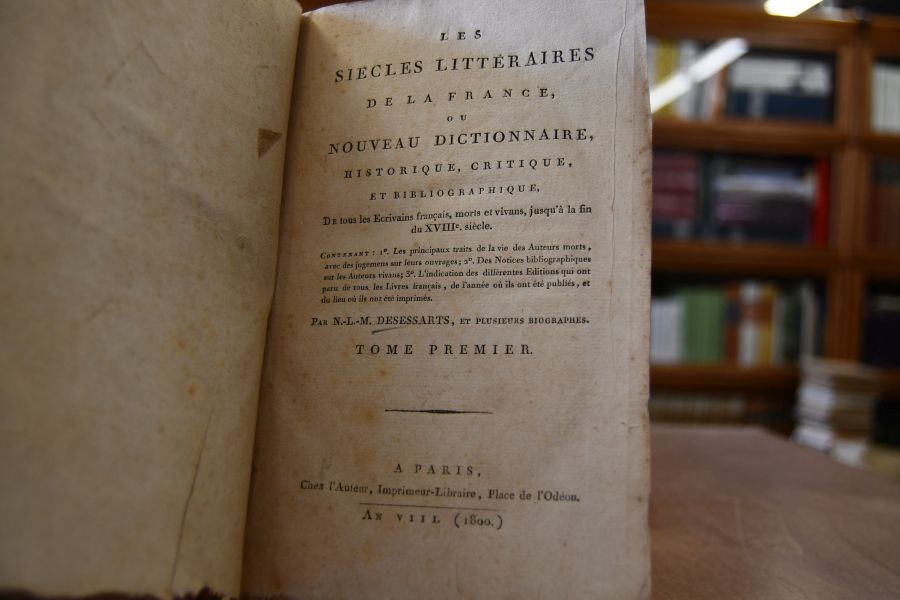 LES
SIÈCLES LITTÉRAIRES
DE LA FRANCE,
OU
NOUVEAU DICTIONNAIRE,
HISTORIQUE, CRITIQUE,
ET BIBLIOGRAPHIQUE,
DE tous les Ecrivains français, morts et vivans, jusqu'à la fin
du XVIIIe. siècle.
CONTENANT : 1°. Les principaux traits de la vie des Auteurs morts,
avec des jugemens sur leurs ouvrages; 2°. Des Notices bibliographiques
sur les Auteurs vivans; 3°. L'indication des différentes Editions qui ont
paru de tous les Livres français, de l'année où ils ont été publiés, et
du lieu où ils ont été imprimés.
PAR N.-L.-M. DESESSARTS, ET PLUSIEURS BIOGRAPHES.
TOME PREMIER.
A PARIS,
Chez l'Auteur, Imprimeur-Libraire, Place de l'Odéon.
AN VIII. (1800.)